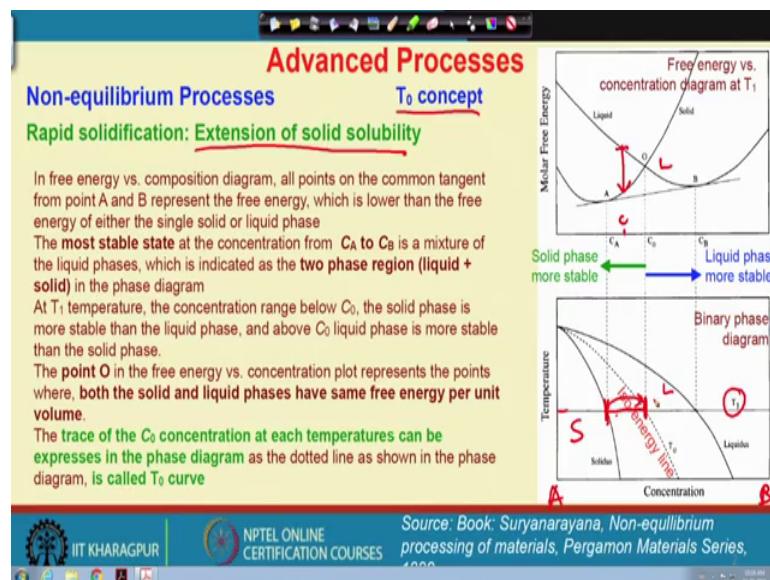 Advanced Processes
Non-equilibrium Processes
T₀ concept
Rapid solidification: Extension of solid solubility
In free energy vs. composition diagram, all points on the common tangent
from point A and B represent the free energy, which is lower than the free
energy of either the single solid or liquid phase
The most stable state at the concentration from C_A to C_B is a mixture of
the liquid phases, which is indicated as the two phase region (liquid +
solid) in the phase diagram
At T₁ temperature, the concentration range below C₀, the solid phase is
more stable than the liquid phase, and above C₀ liquid phase is more stable
than the solid phase.
The point O in the free energy vs. concentration plot represents the points
where, both the solid and liquid phases have same free energy per unit
volume.
The trace of the C₀ concentration at each temperatures can be
expresses in the phase diagram as the dotted line as shown in the phase
diagram, is called T₀ curve
Free energy vs.
concentration diagram at T₁
Molar Free Energy
Liquid
Solid
O
L
A
B
C
C_A
C₀
C_B
Solid phase
more stable
Liquid phas
more stable
Binary phase
diagram
Temperature
L
T₁
S
Iso energy line
T₀
Solidus
Liquidus
A
Concentration
B
IIT KHARAGPUR
NPTEL ONLINE
CERTIFICATION COURSES
Source: Book: Suryanarayana, Non-equilibrium
processing of materials, Pergamon Materials Series,